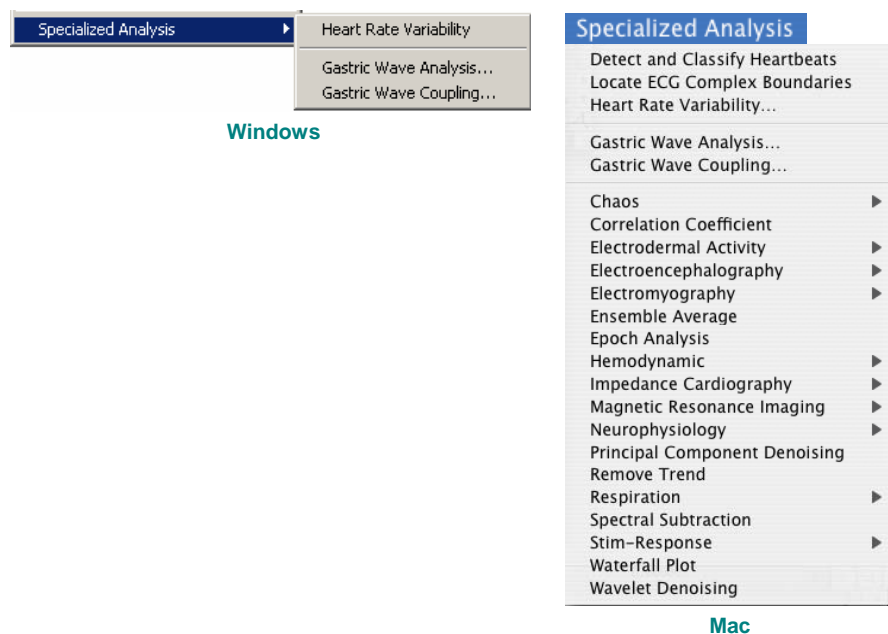 Specialized Analysis
Heart Rate Variability
Gastric Wave Analysis...
Gastric Wave Coupling...
Windows
Specialized Analysis
Detect and Classify Heartbeats
Locate ECG Complex Boundaries
Heart Rate Variability...
Gastric Wave Analysis...
Gastric Wave Coupling...
Chaos
Correlation Coefficient
Electrodermal Activity
Electroencephalography
Electromyography
Ensemble Average
Epoch Analysis
Hemodynamic
Impedance Cardiography
Magnetic Resonance Imaging
Neurophysiology
Principal Component Denoising
Remove Trend
Respiration
Spectral Subtraction
Stim-Response
Waterfall Plot
Wavelet Denoising
Mac